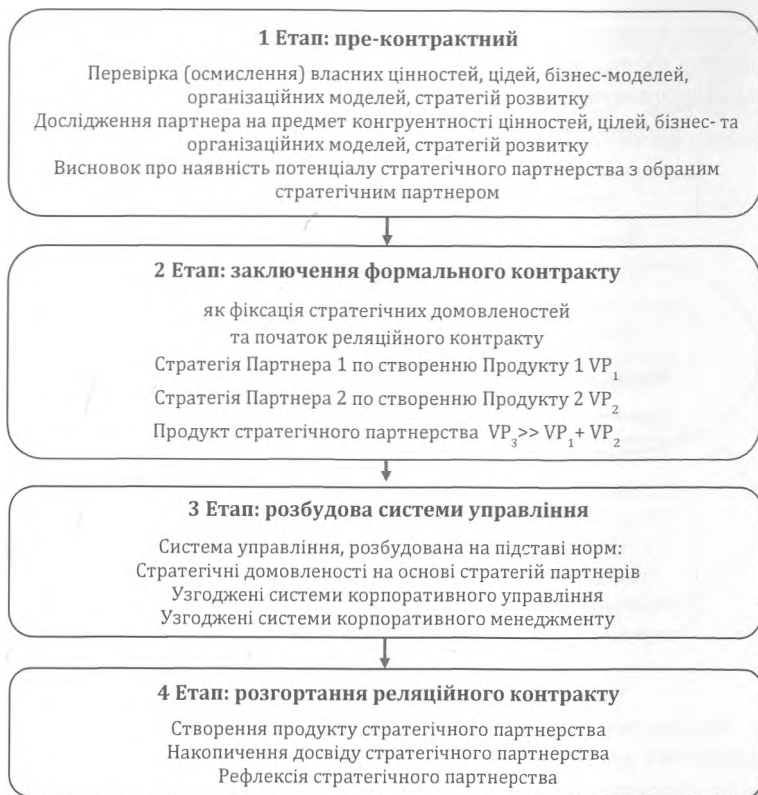 1 Етап: пре-контрактний
Перевірка (осмислення) власних цінностей, цідей, бізнес-моделей,
організаційних моделей, стратегій розвитку
Дослідження партнера на предмет конгруентності цінностей, цілей, бізнес- та
організаційних моделей, стратегій розвитку
Висновок про наявність потенціалу стратегічного партнерства з обраним
стратегічним партнером
2 Етап: заключення формального контракту
як фіксація стратегічних домовленостей
та початок реляційного контракту
Стратегія Партнера 1 по створенню Продукту 1 VP₁
Стратегія Партнера 2 по створенню Продукту 2 VP₂
Продукт стратегічного партнерства VP₃>> VP₁+ VP₂
3 Етап: розбудова системи управління
Система управління, розбудована на підставі норм:
Стратегічні домовленості на основі стратегій партнерів
Узгоджені системи корпоративного управління
Узгоджені системи корпоративного менеджменту
4 Етап: розгортання реляційного контракту
Створення продукту стратегічного партнерства
Накопичення досвіду стратегічного партнерства
Рефлексія стратегічного партнерства